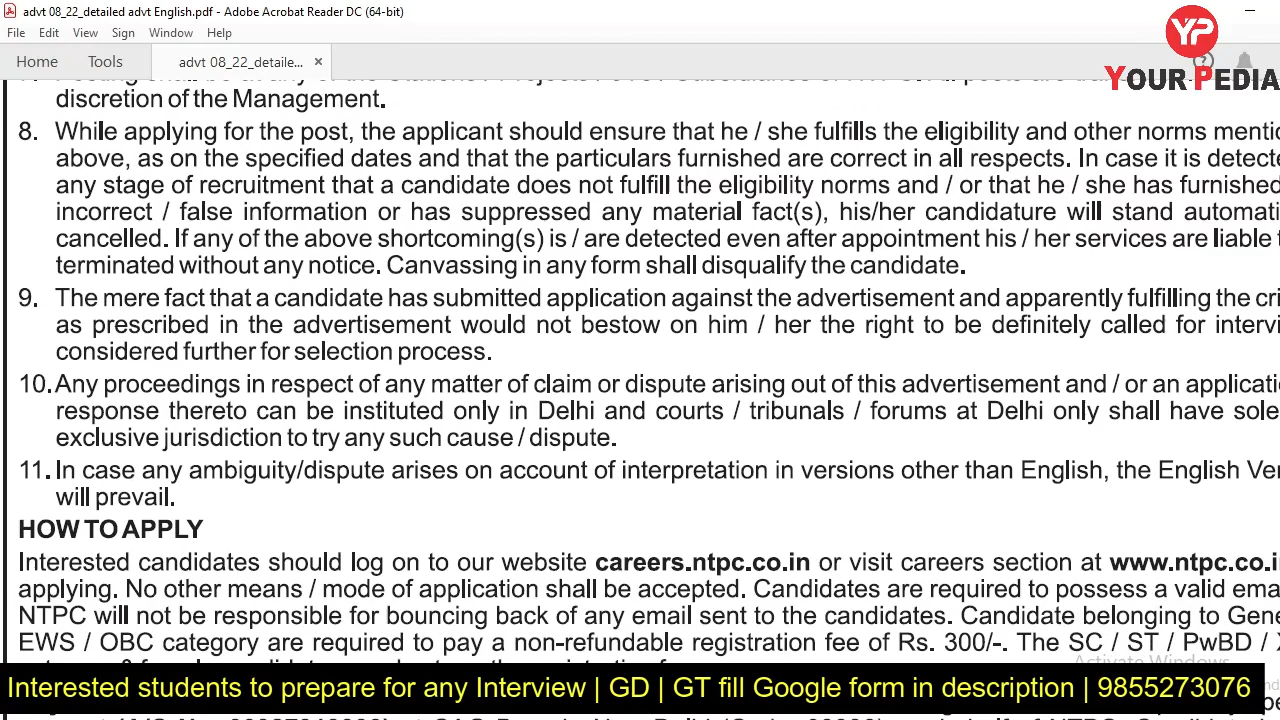 advt 08_22_detailed advt English.pdf - Adobe Acrobat Reader DC (64-bit)
File Edit View Sign Window Help
Home Tools advt 08_22_detaile... ×
YP
YOUR PEDIA
discretion of the Management.
8. While applying for the post, the applicant should ensure that he / she fulfills the eligibility and other norms mentio
above, as on the specified dates and that the particulars furnished are correct in all respects. In case it is detecte
any stage of recruitment that a candidate does not fulfill the eligibility norms and / or that he / she has furnished
incorrect / false information or has suppressed any material fact(s), his/her candidature will stand automati
cancelled. If any of the above shortcoming(s) is / are detected even after appointment his / her services are liable t
terminated without any notice. Canvassing in any form shall disqualify the candidate.
9. The mere fact that a candidate has submitted application against the advertisement and apparently fulfilling the cri
as prescribed in the advertisement would not bestow on him / her the right to be definitely called for intervi
considered further for selection process.
10. Any proceedings in respect of any matter of claim or dispute arising out of this advertisement and / or an applicati
response thereto can be instituted only in Delhi and courts / tribunals / forums at Delhi only shall have sole
exclusive jurisdiction to try any such cause / dispute.
11. In case any ambiguity/dispute arises on account of interpretation in versions other than English, the English Ver
will prevail.
HOW TO APPLY
Interested candidates should log on to our website careers.ntpc.co.in or visit careers section at www.ntpc.co.in
applying. No other means / mode of application shall be accepted. Candidates are required to possess a valid ema
NTPC will not be responsible for bouncing back of any email sent to the candidates. Candidate belonging to Gene
EWS / OBC category are required to pay a non-refundable registration fee of Rs. 300/-. The SC / ST / PwBD / X
Activate Windows
Interested students to prepare for any Interview | GD | GT fill Google form in description | 9855273076